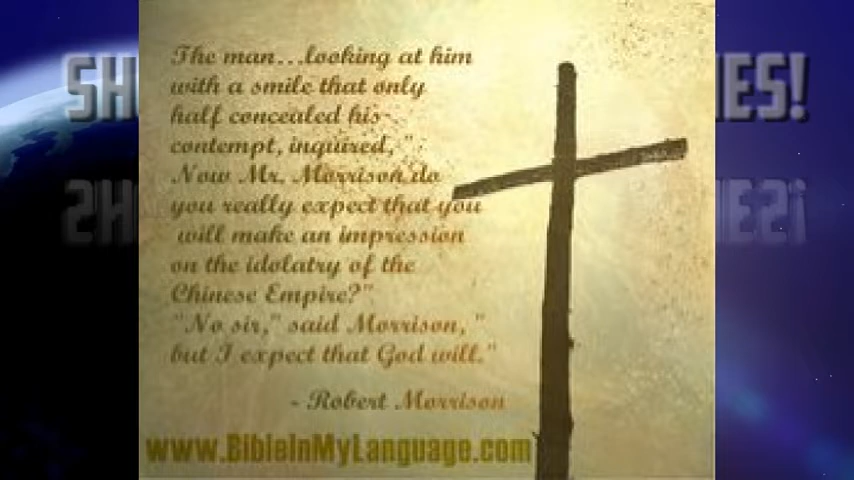 The man...looking at him
with a smile that only
half concealed his
contempt, inquired, "
Now Mr. Morrison do
you really expect that you
will make an impression
on the idolatry of the
Chinese Empire?"
"No sir," said Morrison, "
but I expect that God will."
~ Robert Morrison
www.BibleInMyLanguage.com